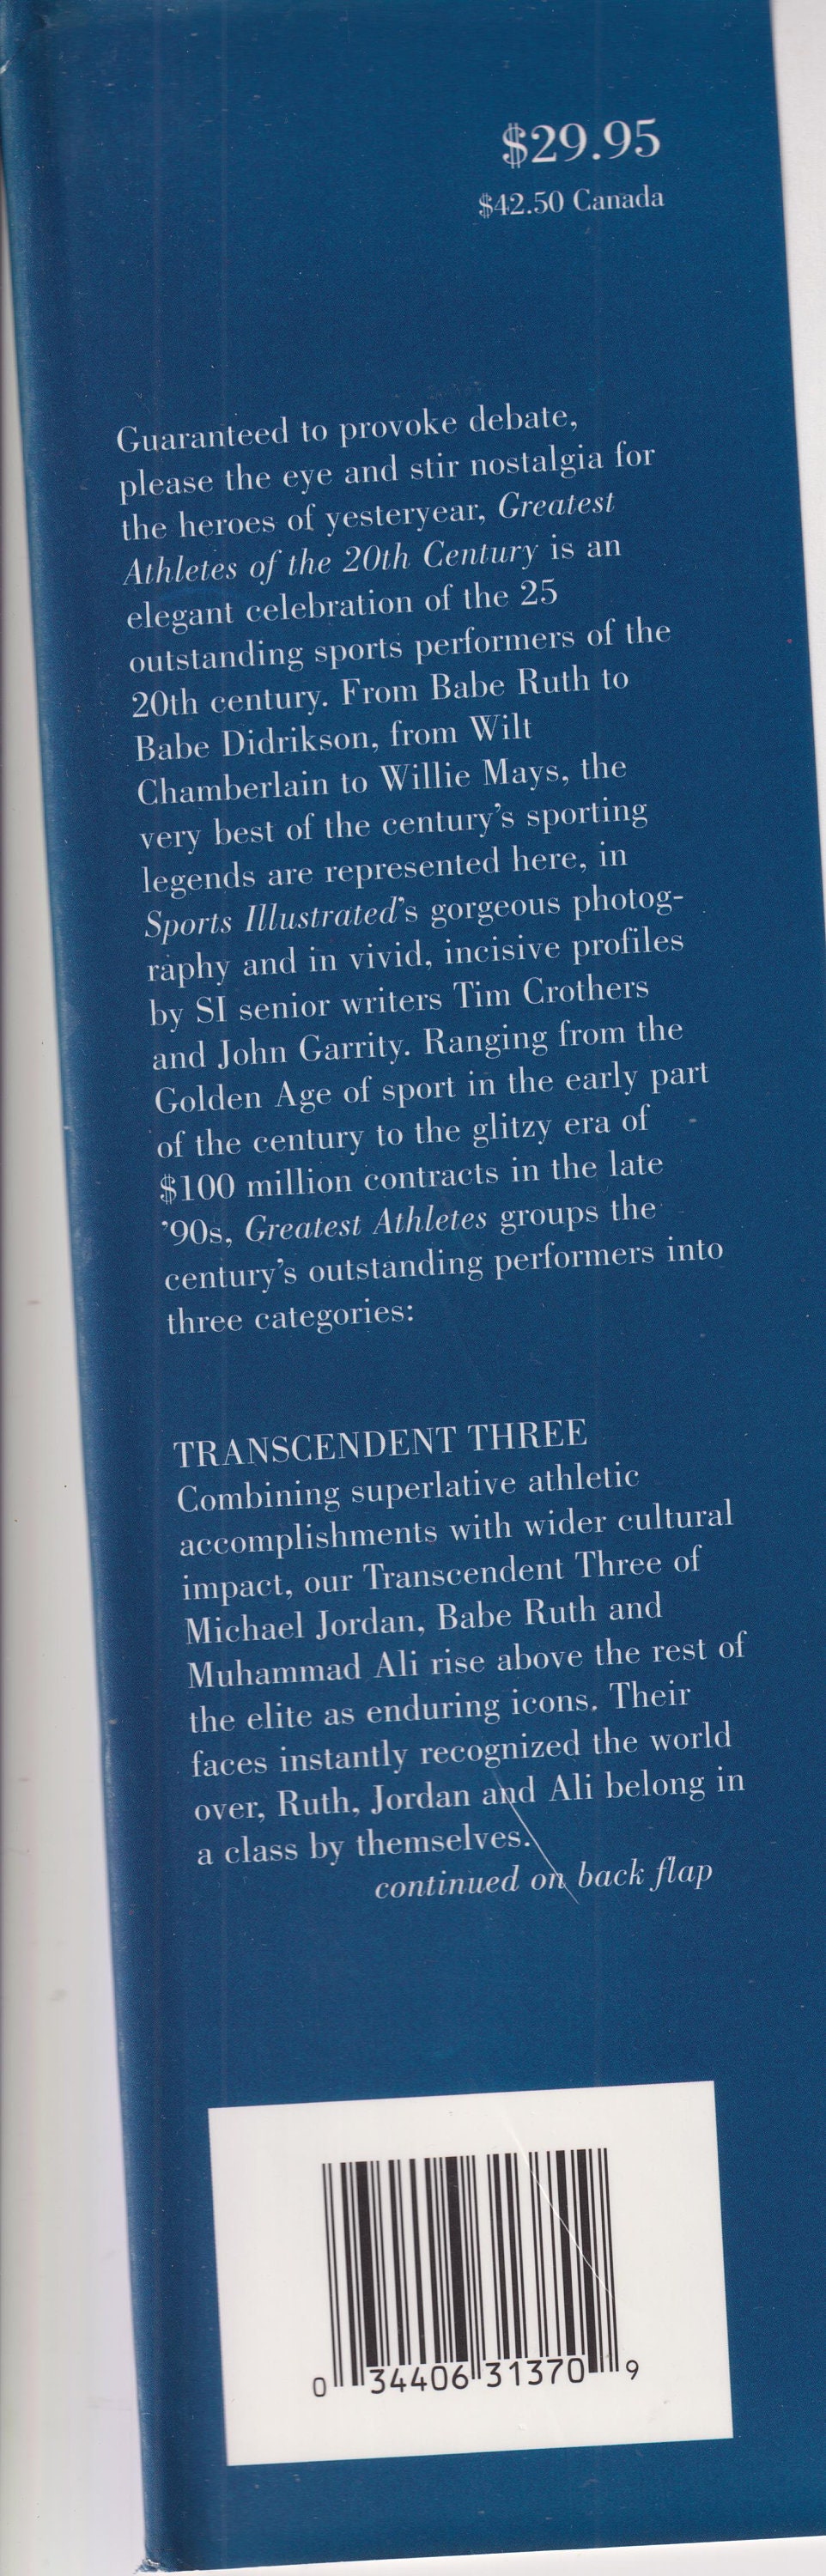 $29.95
$42.50 Canada
Guaranteed to provoke debate,
please the eye and stir nostalgia for
the heroes of yesteryear, Greatest
Athletes of the 20th Century is an
elegant celebration of the 25
outstanding sports performers of the
20th century. From Babe Ruth to
Babe Didrikson, from Wilt
Chamberlain to Willie Mays, the
very best of the century's sporting
legends are represented here, in
Sports Illustrated's gorgeous photog-
raphy and in vivid, incisive profiles
by SI senior writers Tim Crothers
and John Garrity. Ranging from the
Golden Age of sport in the early part
of the century to the glitzy era of
$100 million contracts in the late
'90s, Greatest Athletes groups the
century's outstanding performers into
three categories:
TRANSCENDENT THREE
Combining superlative athletic
accomplishments with wider cultural
impact, our Transcendent Three of
Michael Jordan, Babe Ruth and
Muhammad Ali rise above the rest of
the elite as enduring icons. Their
faces instantly recognized the world
over, Ruth, Jordan and Ali belong in
a class by themselves.
continued on back flap
0 34406 31370 9